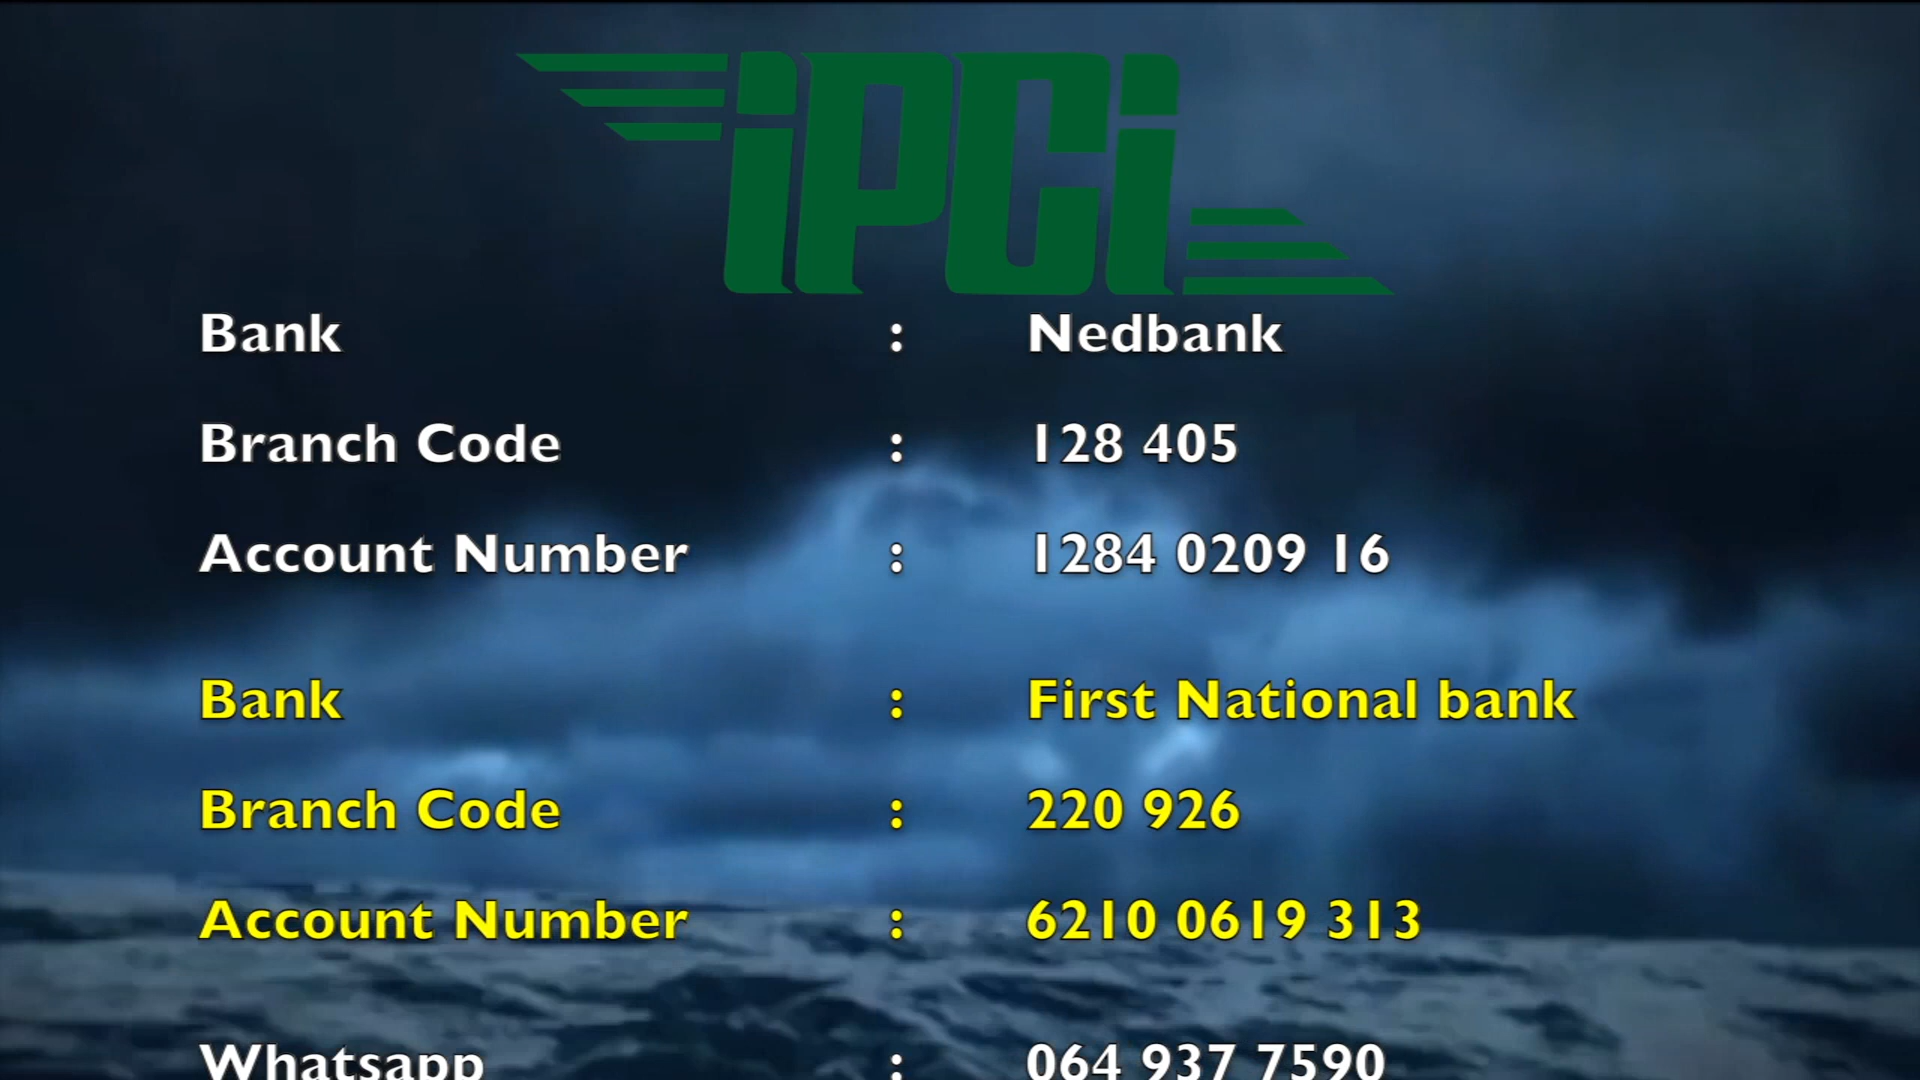 iPCi
Bank : Nedbank
Branch Code : 128 405
Account Number : 1284 0209 16
Bank : First National bank
Branch Code : 220 926
Account Number : 6210 0619 313
Whatsapp : 064 937 7590